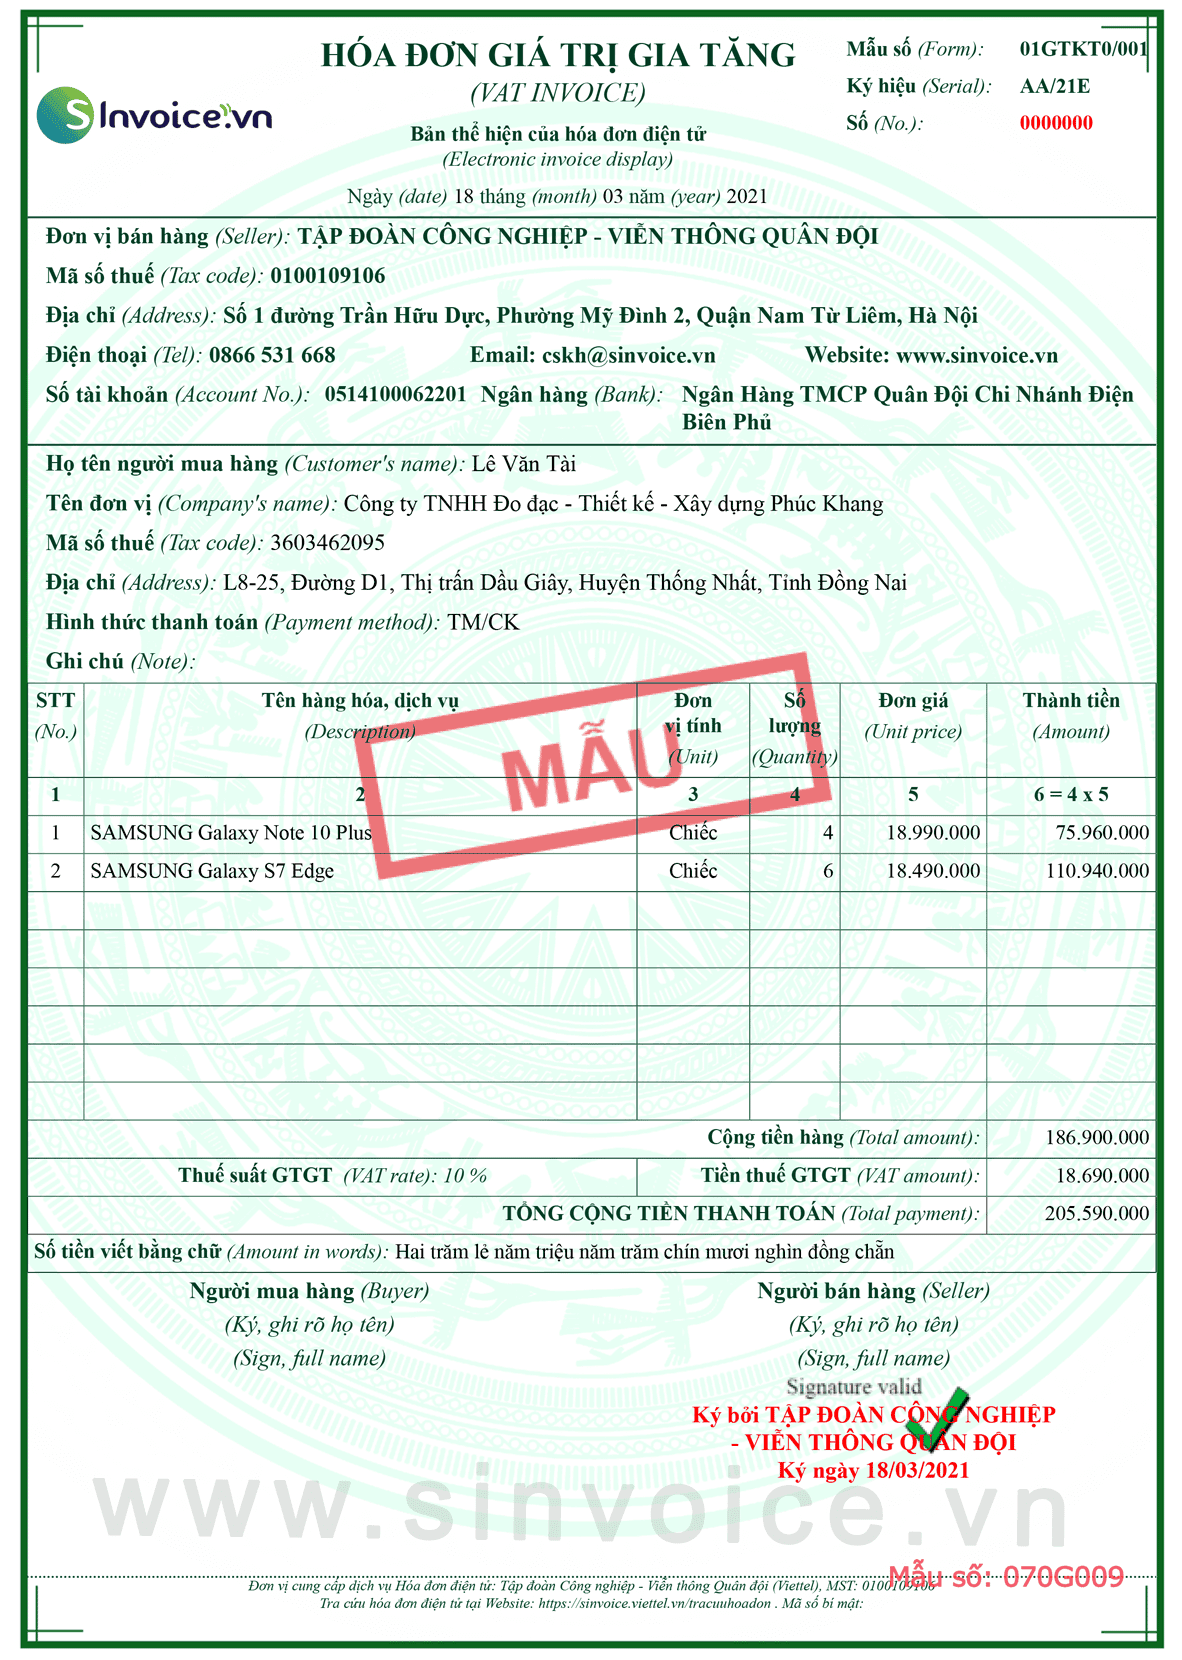 HÓA ĐƠN GIÁ TRỊ GIA TĂNG
(VAT INVOICE)
Bản thể hiện của hóa đơn điện tử
(Electronic invoice display)
Ngày (date) 18 tháng (month) 03 năm (year) 2021
SInvoice.vn
Mẫu số (Form): 01GTKT0/001
Ký hiệu (Serial): AA/21E
Số (No.): 0000000
Đơn vị bán hàng (Seller): TẬP ĐOÀN CÔNG NGHIỆP - VIỄN THÔNG QUÂN ĐỘI
Mã số thuế (Tax code): 0100109106
Địa chỉ (Address): Số 1 đường Trần Hữu Dực, Phường Mỹ Đình 2, Quận Nam Từ Liêm, Hà Nội
Điện thoại (Tel): 0866 531 668 Email: cskh@sinvoice.vn Website: www.sinvoice.vn
Số tài khoản (Account No.): 0514100062201 Ngân hàng (Bank): Ngân Hàng TMCP Quân Đội Chi Nhánh Điện
Biên Phủ
Họ tên người mua hàng (Customer's name): Lê Văn Tài
Tên đơn vị (Company's name): Công ty TNHH Đo đạc - Thiết kế - Xây dựng Phúc Khang
Mã số thuế (Tax code): 3603462095
Địa chỉ (Address): L8-25, Đường D1, Thị trấn Dầu Giây, Huyện Thống Nhất, Tỉnh Đồng Nai
Hình thức thanh toán (Payment method): TM/CK
Ghi chú (Note):
STT Tên hàng hóa, dịch vụ Đơn vị tính Số lượng Đơn giá Thành tiền
(No.) (Description) (Unit) (Quantity) (Unit price) (Amount)
MẪU
1 2 3 4 5 6 = 4 x 5
1 SAMSUNG Galaxy Note 10 Plus Chiếc 4 18.990.000 75.960.000
2 SAMSUNG Galaxy S7 Edge Chiếc 6 18.490.000 110.940.000
Cộng tiền hàng (Total amount): 186.900.000
Thuế suất GTGT (VAT rate): 10 % Tiền thuế GTGT (VAT amount): 18.690.000
TỔNG CỘNG TIỀN THANH TOÁN (Total payment): 205.590.000
Số tiền viết bằng chữ (Amount in words): Hai trăm lẻ năm triệu năm trăm chín mươi nghìn đồng chẵn
Người mua hàng (Buyer) Người bán hàng (Seller)
(Ký, ghi rõ họ tên) (Ký, ghi rõ họ tên)
(Sign, full name) (Sign, full name)
Signature valid
Ký bởi TẬP ĐOÀN CÔNG NGHIỆP
- VIỄN THÔNG QUÂN ĐỘI
Ký ngày 18/03/2021
www.sinvoice.vn
Mẫu số: 070G009
Đơn vị cung cấp dịch vụ Hóa đơn điện tử: Tập đoàn Công nghiệp - Viễn thông Quân đội (Viettel), MST: 0100109106
Tra cứu hóa đơn điện tử tại Website: https://sinvoice.viettel.vn/tracuuhoadon . Mã số bí mật: